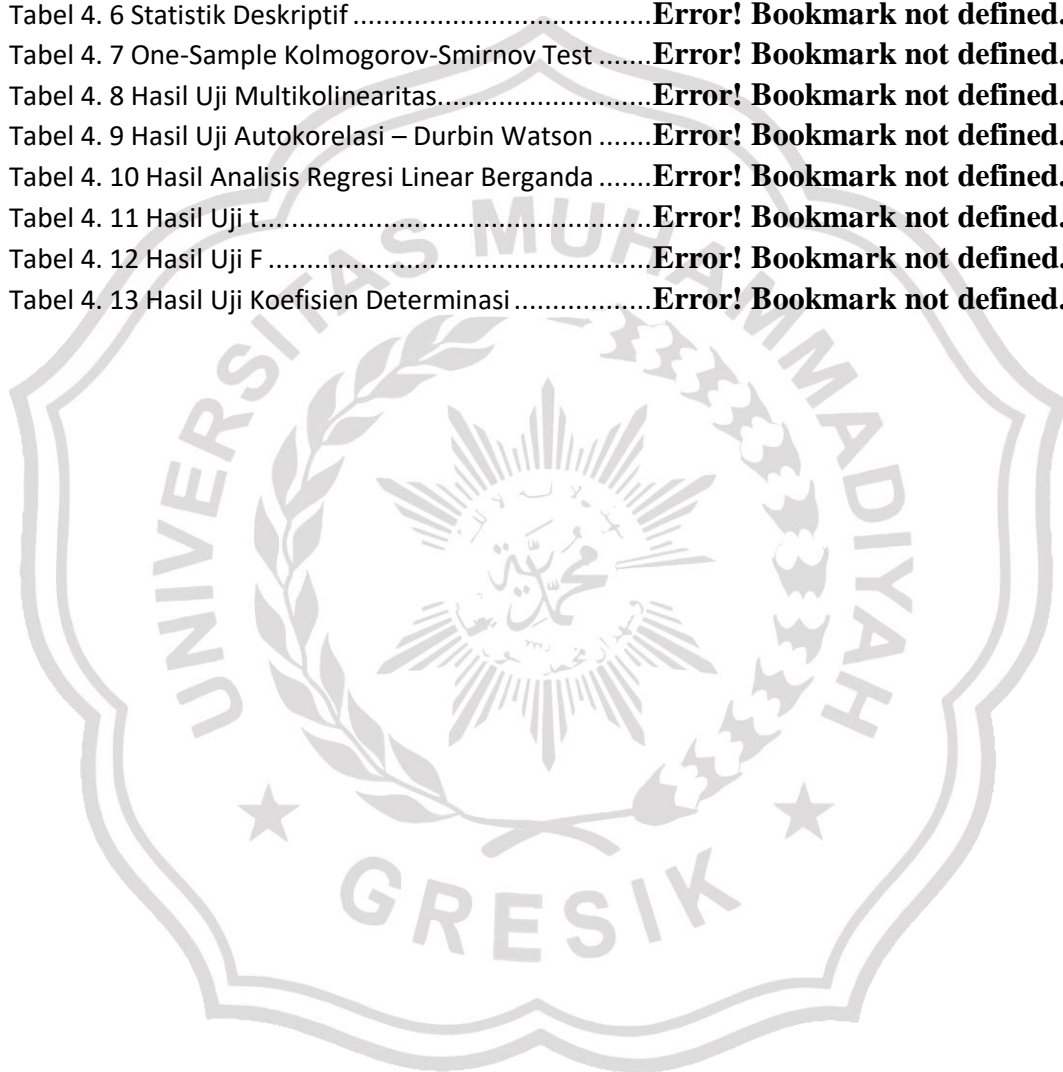 Tabel 4. 6 Statistik Deskriptif ....................................Error! Bookmark not defined.
Tabel 4. 7 One-Sample Kolmogorov-Smirnov Test .......Error! Bookmark not defined.
Tabel 4. 8 Hasil Uji Multikolinearitas..........................Error! Bookmark not defined.
Tabel 4. 9 Hasil Uji Autokorelasi – Durbin Watson .......Error! Bookmark not defined.
Tabel 4. 10 Hasil Analisis Regresi Linear Berganda .......Error! Bookmark not defined.
Tabel 4. 11 Hasil Uji t................................................Error! Bookmark not defined.
Tabel 4. 12 Hasil Uji F ...............................................Error! Bookmark not defined.
Tabel 4. 13 Hasil Uji Koefisien Determinasi .................Error! Bookmark not defined.
UNIVERSITAS MUHAMMADIYAH
GRESIK